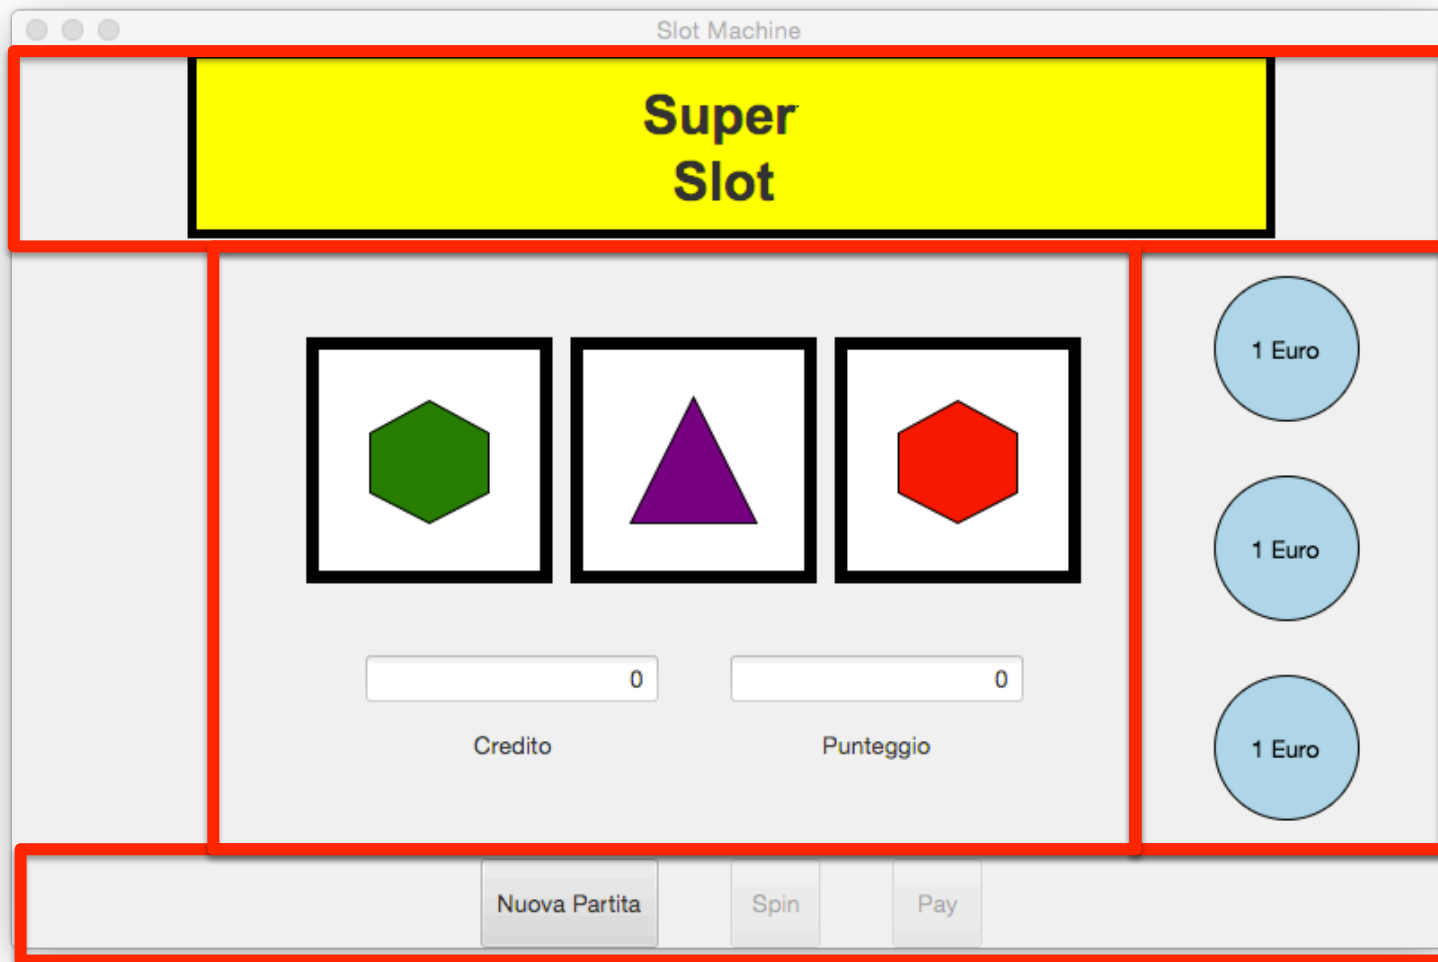 Slot Machine
Super
Slot
1 Euro
1 Euro
1 Euro
0 0
Credito Punteggio
Nuova Partita Spin Pay